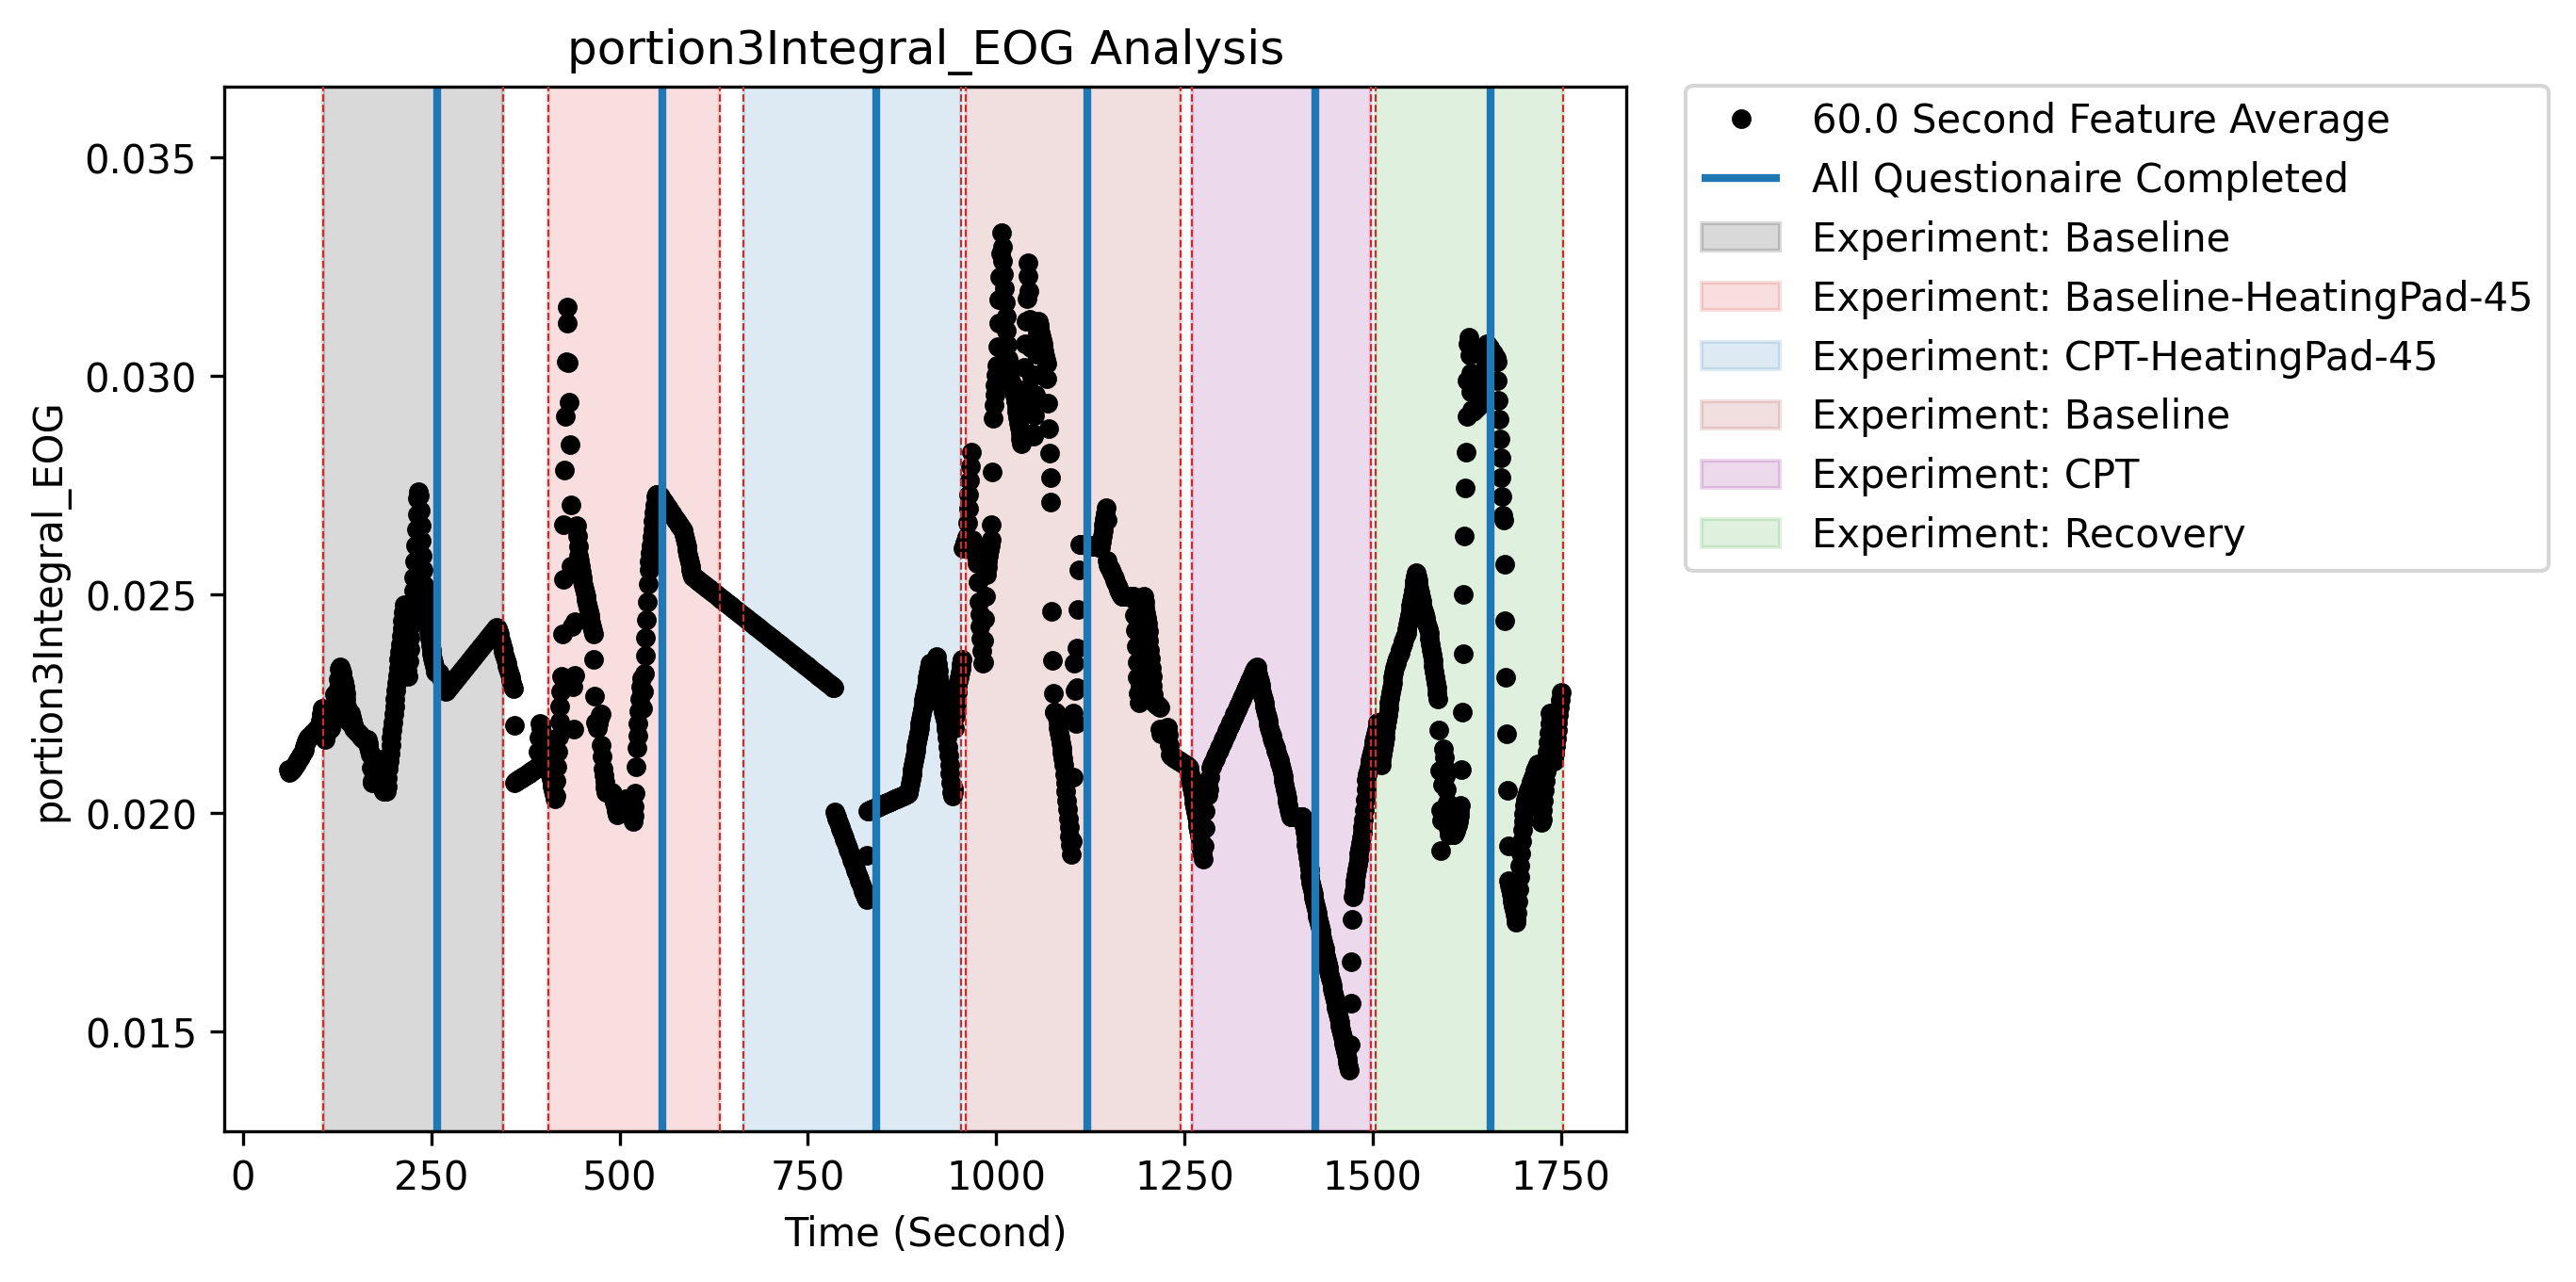 portion3Integral_EOG Analysis
portion3Integral_EOG
0.035
0.030
0.025
0.020
0.015
0 250 500 750 1000 1250 1500 1750
Time (Second)
60.0 Second Feature Average
All Questionaire Completed
Experiment: Baseline
Experiment: Baseline-HeatingPad-45
Experiment: CPT-HeatingPad-45
Experiment: Baseline
Experiment: CPT
Experiment: Recovery